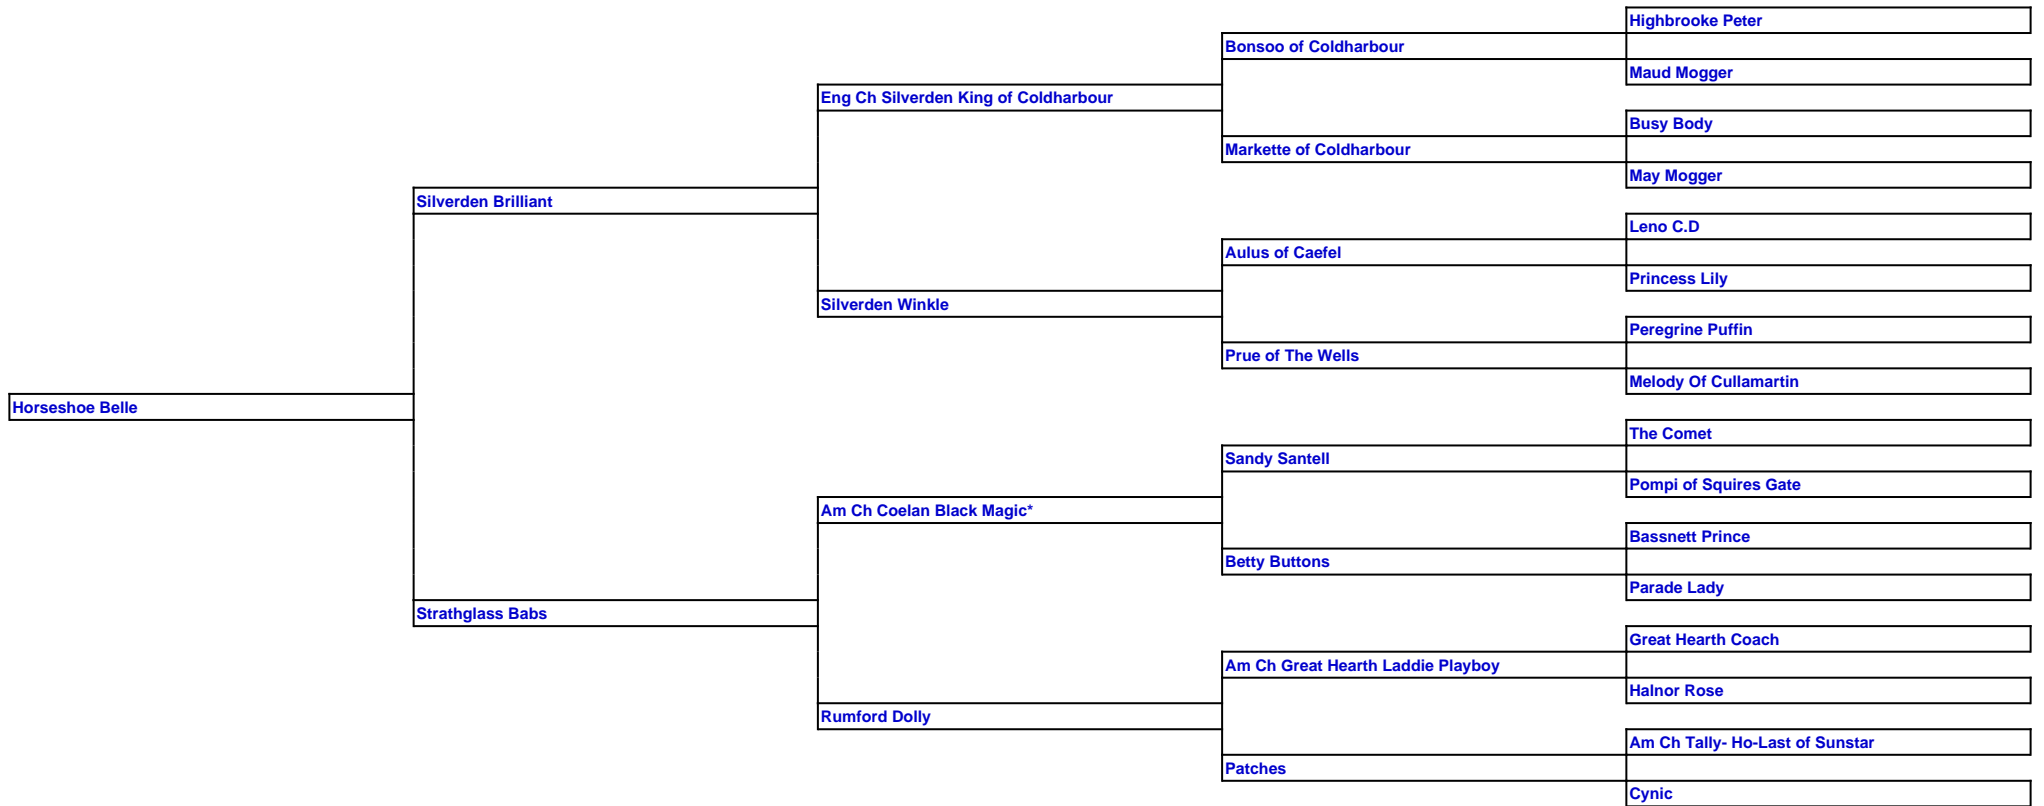 Highbrooke Peter
Bonsoo of Coldharbour
Maud Mogger
Eng Ch Silverden King of Coldharbour
Busy Body
Markette of Coldharbour
May Mogger
Silverden Brilliant
Leno C.D
Aulus of Caefel
Princess Lily
Silverden Winkle
Peregrine Puffin
Prue of The Wells
Melody Of Cullamartin
Horseshoe Belle
The Comet
Sandy Santell
Pompi of Squires Gate
Am Ch Coelan Black Magic*
Bassnett Prince
Betty Buttons
Parade Lady
Strathglass Babs
Great Hearth Coach
Am Ch Great Hearth Laddie Playboy
Halnor Rose
Rumford Dolly
Am Ch Tally- Ho-Last of Sunstar
Patches
Cynic